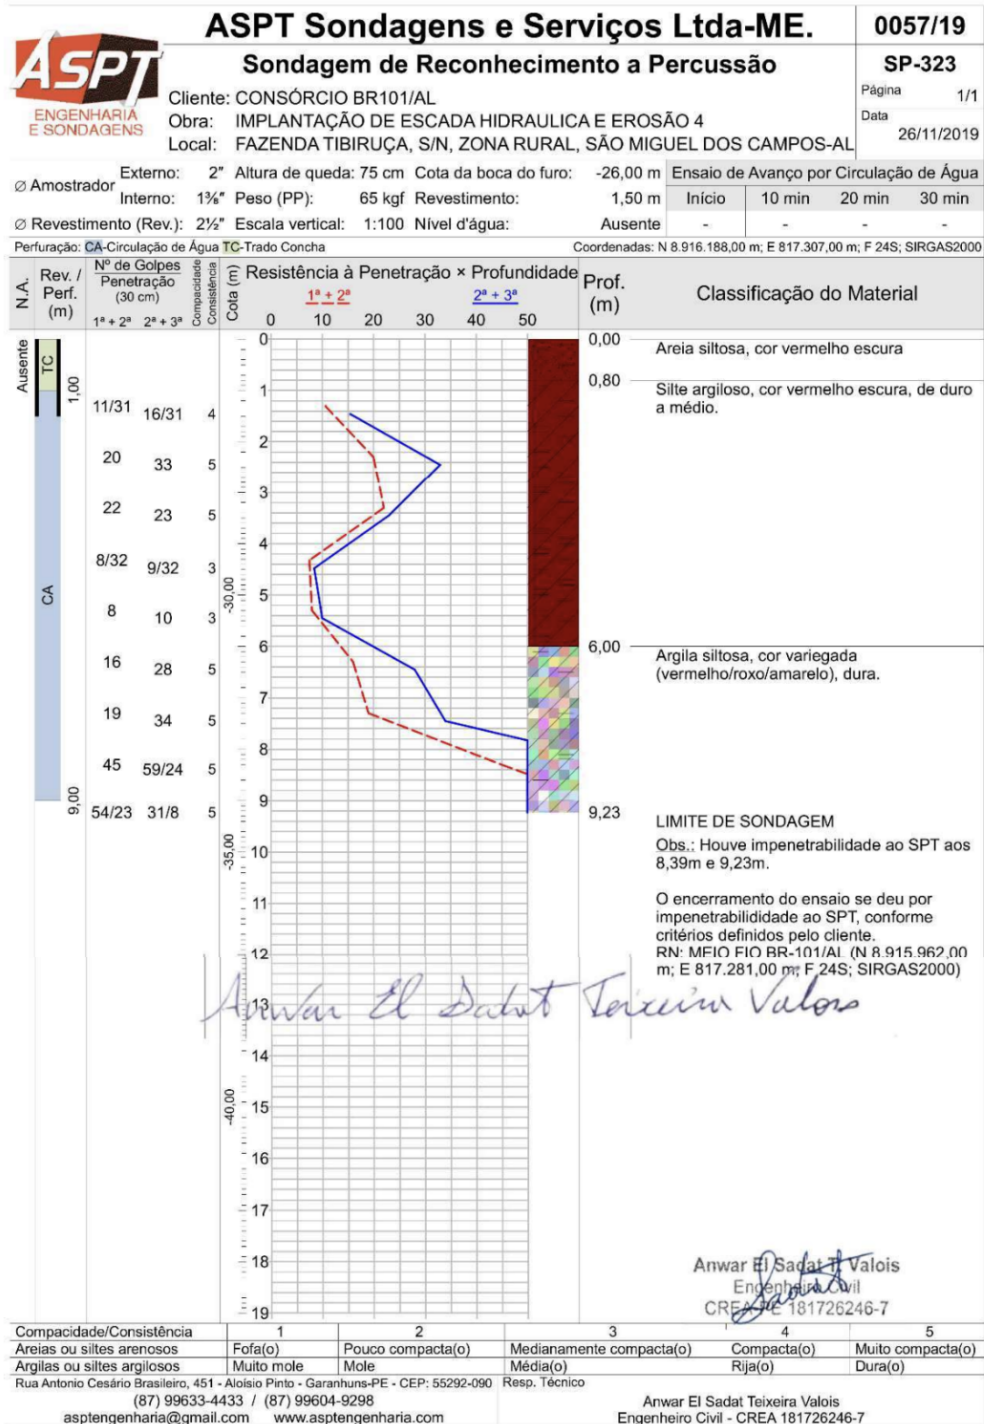 ASPT
ENGENHARIA
E SONDAGENS
ASPT Sondagens e Serviços Ltda-ME.
0057/19
Sondagem de Reconhecimento a Percussão
SP-323
Cliente: CONSÓRCIO BR101/AL
Página 1/1
Obra: IMPLANTAÇÃO DE ESCADA HIDRAULICA E EROSÃO 4
Data
Local: FAZENDA TIBIRUÇA, S/N, ZONA RURAL, SÃO MIGUEL DOS CAMPOS-AL
26/11/2019
Ø Amostrador Externo: 2" Altura de queda: 75 cm Cota da boca do furo: -26,00 m Ensaio de Avanço por Circulação de Água
Interno: 1⅜" Peso (PP): 65 kgf Revestimento: 1,50 m Início 10 min 20 min 30 min
Ø Revestimento (Rev.): 2½" Escala vertical: 1:100 Nível d'água: Ausente - - - -
Perfuração: CA-Circulação de Água TC-Trado Concha Coordenadas: N 8.916.188,00 m; E 817.307,00 m; F 24S; SIRGAS2000
N.A.
Rev. / Perf. (m)
Nº de Golpes
Penetração
(30 cm)
1ª + 2ª 2ª + 3ª
Compacidade
Consistência
Cota (m)
Resistência à Penetração × Profundidade
1ª + 2ª 2ª + 3ª
0 10 20 30 40 50
Prof.
(m)
Classificação do Material
Ausente
TC
1,00
CA
9,00
11/31 16/31 4
20 33 5
22 23 5
8/32 9/32 3
8 10 3
16 28 5
19 34 5
45 59/24 5
54/23 31/8 5
-30,00
-35,00
-40,00
0
1
2
3
4
5
6
7
8
9
10
11
12
13
14
15
16
17
18
19
0,00
Areia siltosa, cor vermelho escura
0,80
Silte argiloso, cor vermelho escura, de duro
a médio.
6,00
Argila siltosa, cor variegada
(vermelho/roxo/amarelo), dura.
9,23
LIMITE DE SONDAGEM
Obs.: Houve impenetrabilidade ao SPT aos
8,39m e 9,23m.
O encerramento do ensaio se deu por
impenetrabilididade ao SPT, conforme
critérios definidos pelo cliente.
RN: MEIO FIO BR-101/AL (N 8.915.962,00
m; E 817.281,00 m; F 24S; SIRGAS2000)
Anwar El Sadat Teixeira Valois
Anwar El Sadat T. Valois
Engenheiro Civil
CREA-PE 181726246-7
Compacidade/Consistência 1 2 3 4 5
Areias ou siltes arenosos Fofa(o) Pouco compacta(o) Medianamente compacta(o) Compacta(o) Muito compacta(o)
Argilas ou siltes argilosos Muito mole Mole Média(o) Rija(o) Dura(o)
Rua Antonio Cesário Brasileiro, 451 - Aloísio Pinto - Garanhuns-PE - CEP: 55292-090 Resp. Técnico
(87) 99633-4433 / (87) 99604-9298
Anwar El Sadat Teixeira Valois
asptengenharia@gmail.com www.asptengenharia.com
Engenheiro Civil - CREA 181726246-7